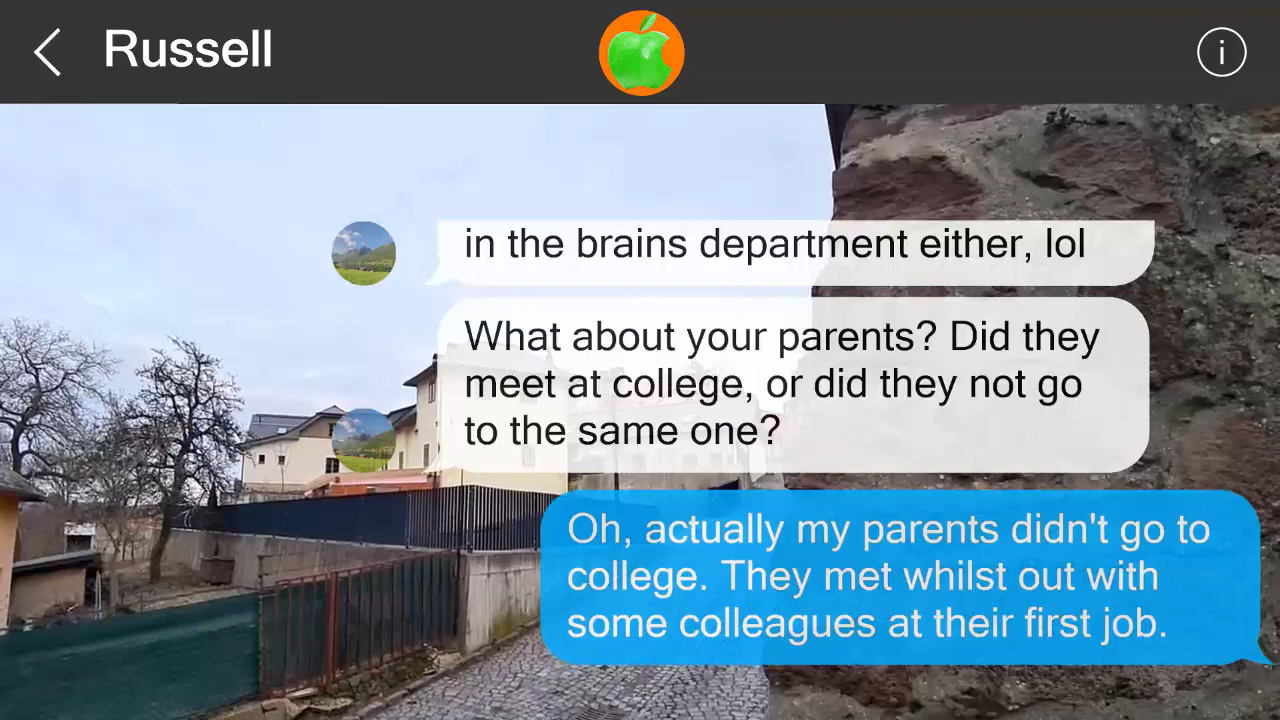 Russell
in the brains department either, lol
What about your parents? Did they
meet at college, or did they not go
to the same one?
Oh, actually my parents didn't go to
college. They met whilst out with
some colleagues at their first job.